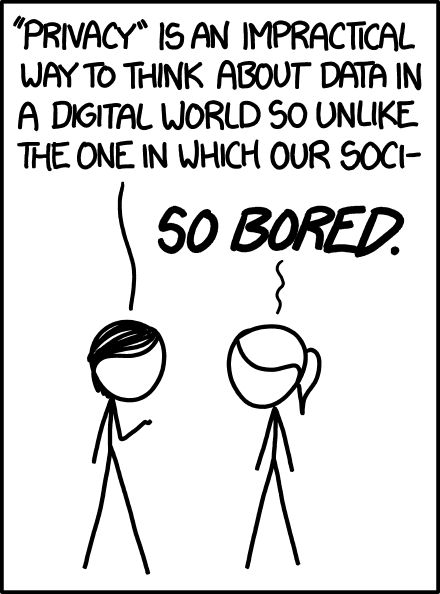 "PRIVACY" IS AN IMPRACTICAL
WAY TO THINK ABOUT DATA IN
A DIGITAL WORLD SO UNLIKE
THE ONE IN WHICH OUR SOCI-
SO BORED.